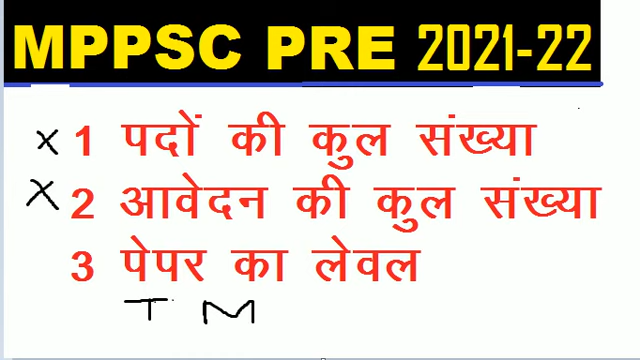 MPPSC PRE 2021-22
x 1 पदों की कुल संख्या
x 2 आवेदन की कुल संख्या
3 पेपर का लेवल
T M